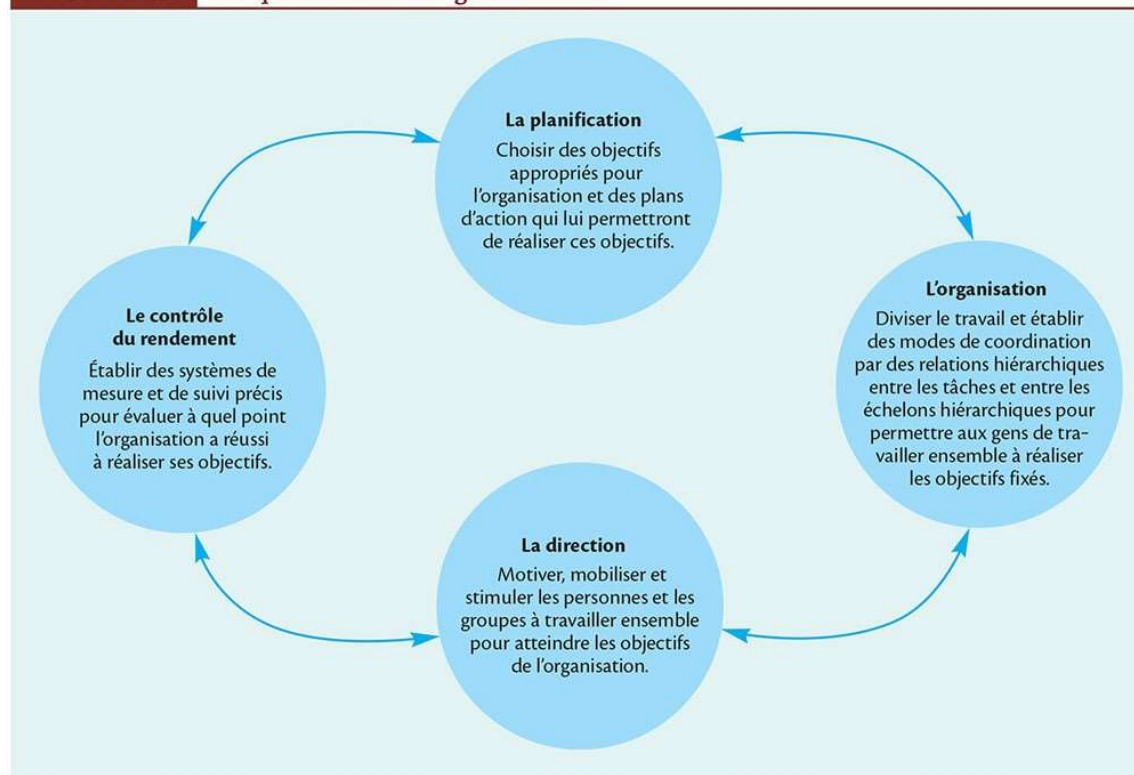 La planification
Choisir des objectifs
appropriés pour
l'organisation et des plans
d'action qui lui permettront
de réaliser ces objectifs.
L'organisation
Diviser le travail et établir
des modes de coordination
par des relations hiérarchiques
entre les tâches et entre les
échelons hiérarchiques pour
permettre aux gens de tra-
vailler ensemble à réaliser
les objectifs fixés.
La direction
Motiver, mobiliser et
stimuler les personnes et les
groupes à travailler ensemble
pour atteindre les objectifs
de l'organisation.
Le contrôle
du rendement
Établir des systèmes de
mesure et de suivi précis
pour évaluer à quel point
l'organisation a réussi
à réaliser ses objectifs.